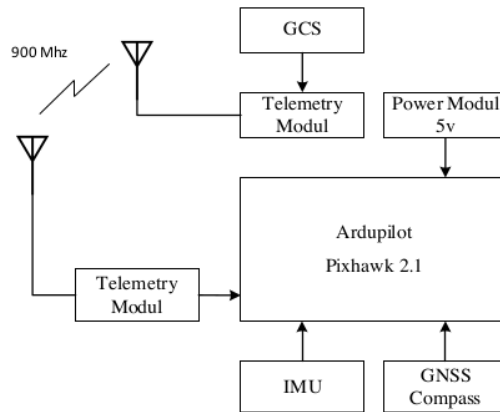 GCS
900 Mhz
Telemetry
Modul
Power Modul
5v
Ardupilot
Pixhawk 2.1
Telemetry
Modul
IMU
GNSS
Compass